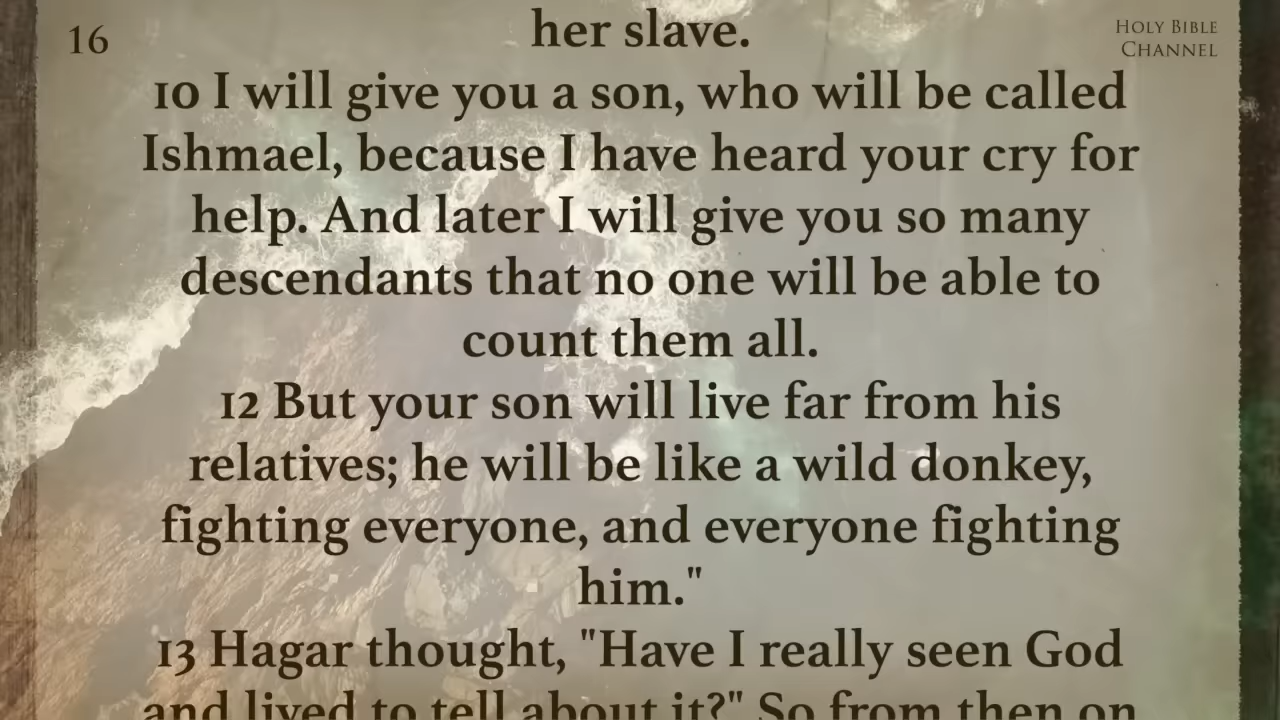 16
HOLY BIBLE
CHANNEL
her slave.
10 I will give you a son, who will be called
Ishmael, because I have heard your cry for
help. And later I will give you so many
descendants that no one will be able to
count them all.
12 But your son will live far from his
relatives; he will be like a wild donkey,
fighting everyone, and everyone fighting
him."
13 Hagar thought, "Have I really seen God
and lived to tell about it?" So from then on